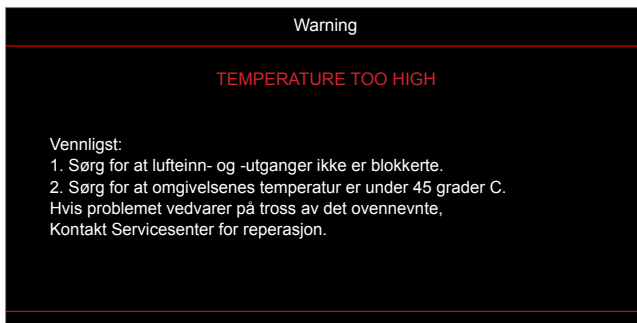 Warning
TEMPERATURE TOO HIGH
Vennligst:
1. Sørg for at lufteinn- og -utganger ikke er blokkerte.
2. Sørg for at omgivelsenes temperatur er under 45 grader C.
Hvis problemet vedvarer på tross av det ovennevnte,
Kontakt Servicesenter for reperasjon.